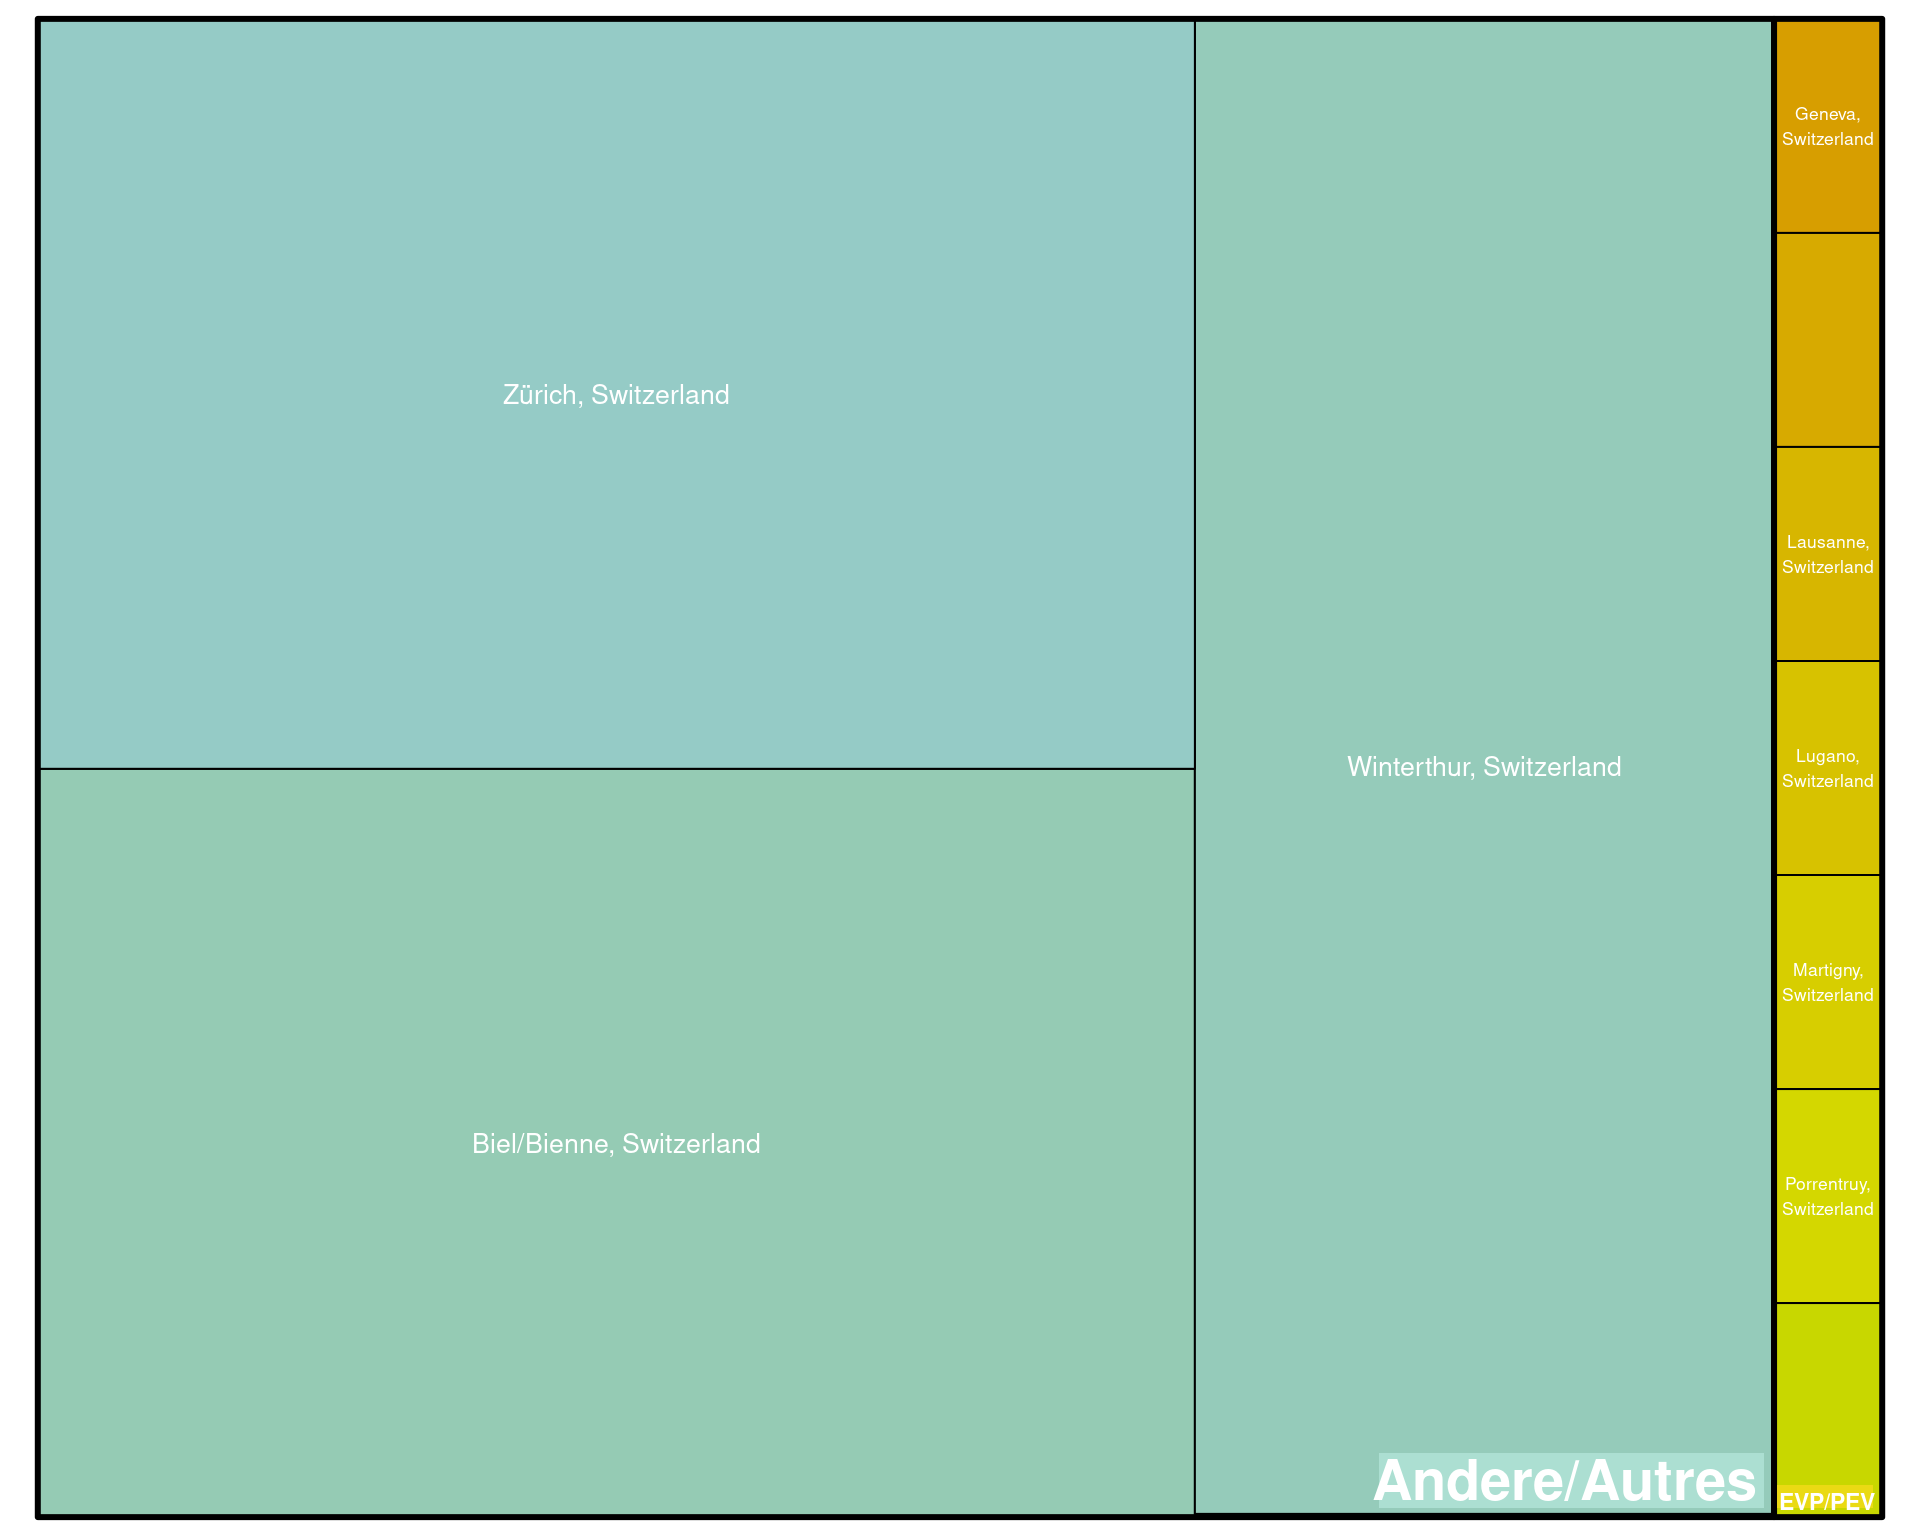 Zürich, Switzerland
Biel/Bienne, Switzerland
Winterthur, Switzerland
Andere/Autres
Geneva,
Switzerland
Lausanne,
Switzerland
Lugano,
Switzerland
Martigny,
Switzerland
Porrentruy,
Switzerland
EVP/PEV